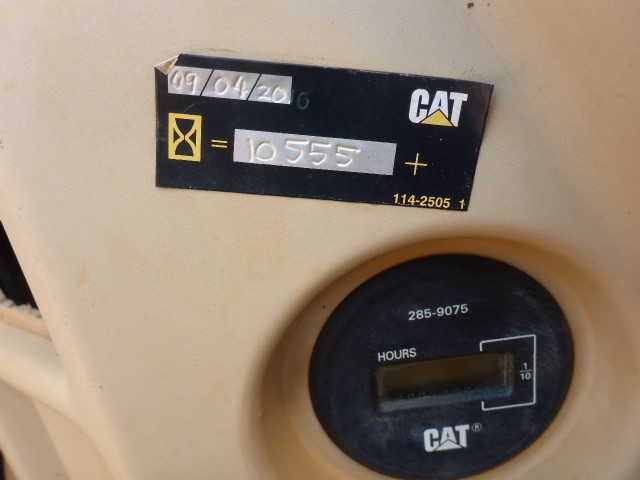 09/04/2010
CAT
= 10555 +
114-2505 1
285-9075
HOURS
1/10
CAT®